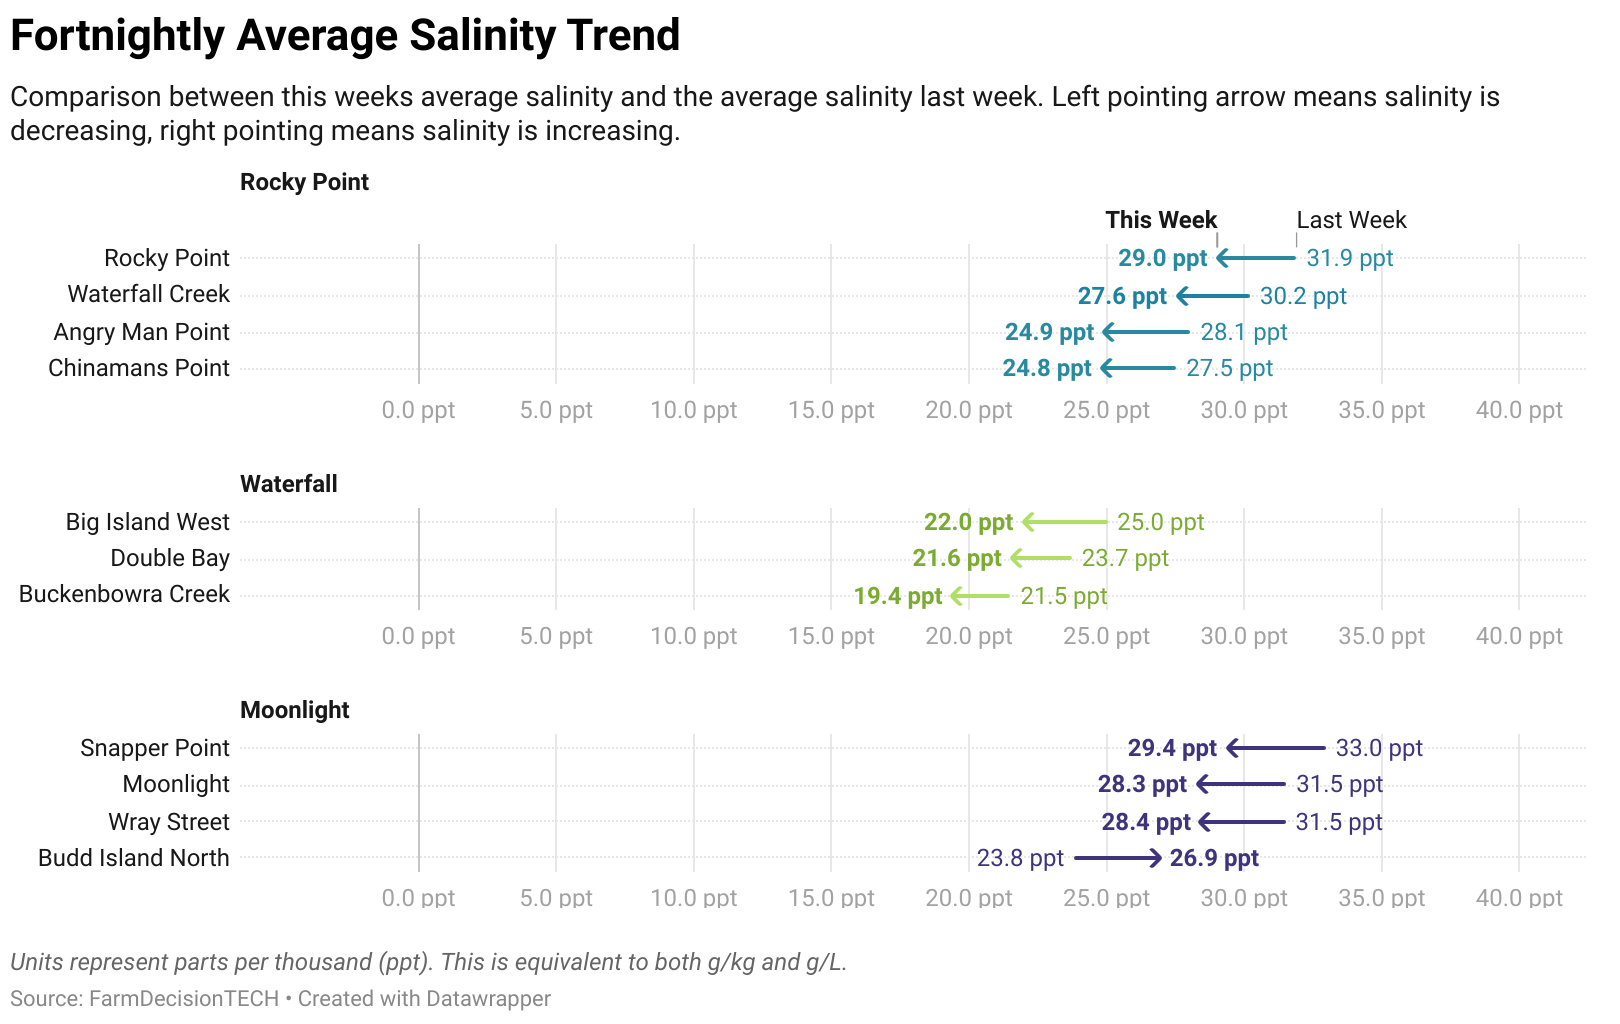 Fortnightly Average Salinity Trend
Comparison between this weeks average salinity and the average salinity last week. Left pointing arrow means salinity is
decreasing, right pointing means salinity is increasing.
Rocky Point
This Week Last Week
Rocky Point 29.0 ppt 31.9 ppt
Waterfall Creek 27.6 ppt 30.2 ppt
Angry Man Point 24.9 ppt 28.1 ppt
Chinamans Point 24.8 ppt 27.5 ppt
0.0 ppt 5.0 ppt 10.0 ppt 15.0 ppt 20.0 ppt 25.0 ppt 30.0 ppt 35.0 ppt 40.0 ppt
Waterfall
Big Island West 22.0 ppt 25.0 ppt
Double Bay 21.6 ppt 23.7 ppt
Buckenbowra Creek 19.4 ppt 21.5 ppt
0.0 ppt 5.0 ppt 10.0 ppt 15.0 ppt 20.0 ppt 25.0 ppt 30.0 ppt 35.0 ppt 40.0 ppt
Moonlight
Snapper Point 29.4 ppt 33.0 ppt
Moonlight 28.3 ppt 31.5 ppt
Wray Street 28.4 ppt 31.5 ppt
Budd Island North 23.8 ppt 26.9 ppt
0.0 ppt 5.0 ppt 10.0 ppt 15.0 ppt 20.0 ppt 25.0 ppt 30.0 ppt 35.0 ppt 40.0 ppt
Units represent parts per thousand (ppt). This is equivalent to both g/kg and g/L.
Source: FarmDecisionTECH • Created with Datawrapper